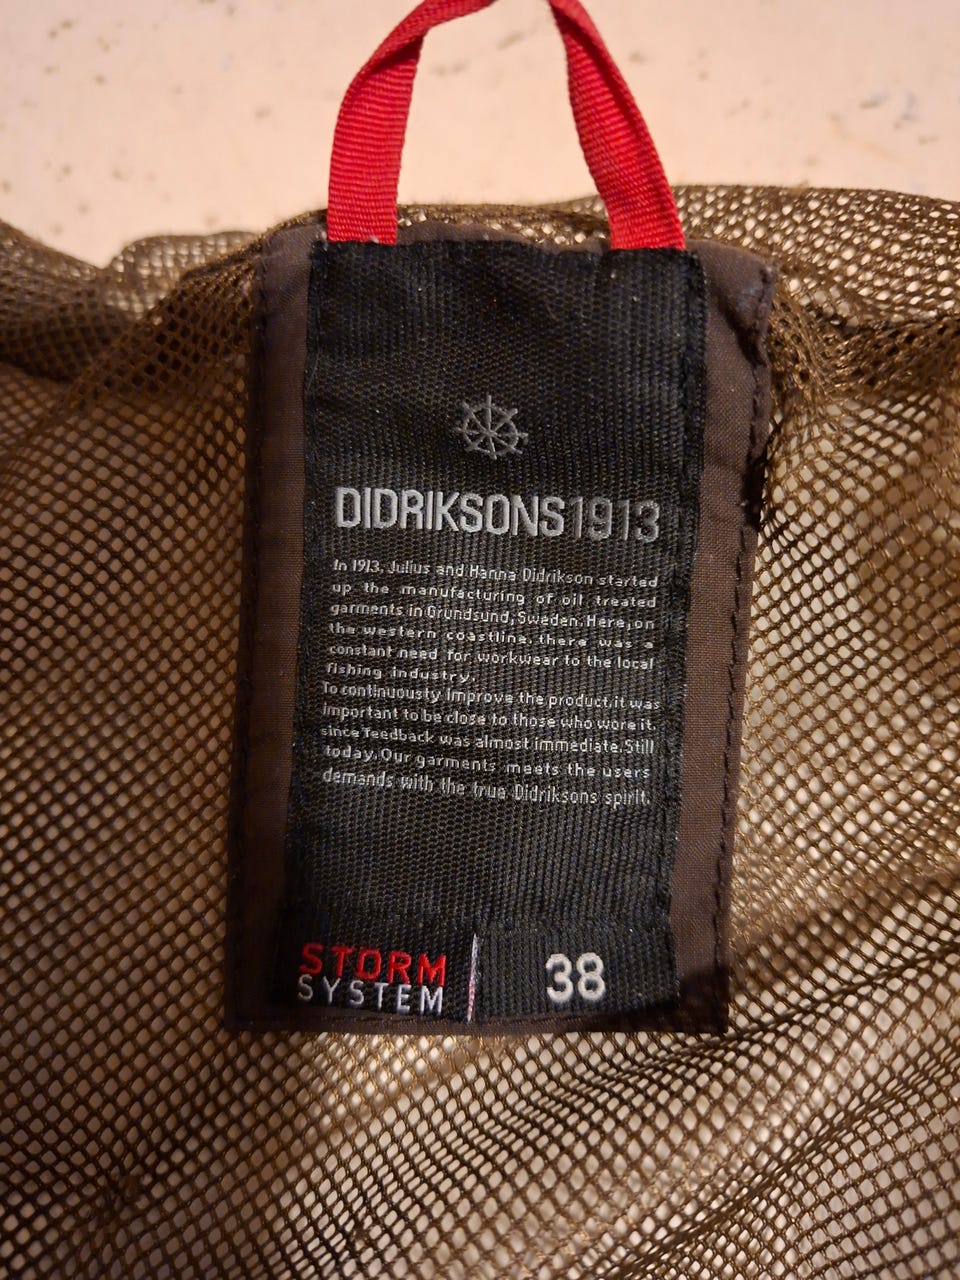 DIDRIKSONS1913
In 1913, Julius and Hanna Didrikson started
up the manufacturing of oil treated
garments in Grundsund, Sweden. Here, on
the western coastline, there was a
constant need for workwear to the local
fishing industry.
To continuously improve the product, it was
important to be close to those who wore it,
since feedback was almost immediate. Still
today. Our garments meets the users
demands with the true Didriksons spirit.
STORM
SYSTEM
38